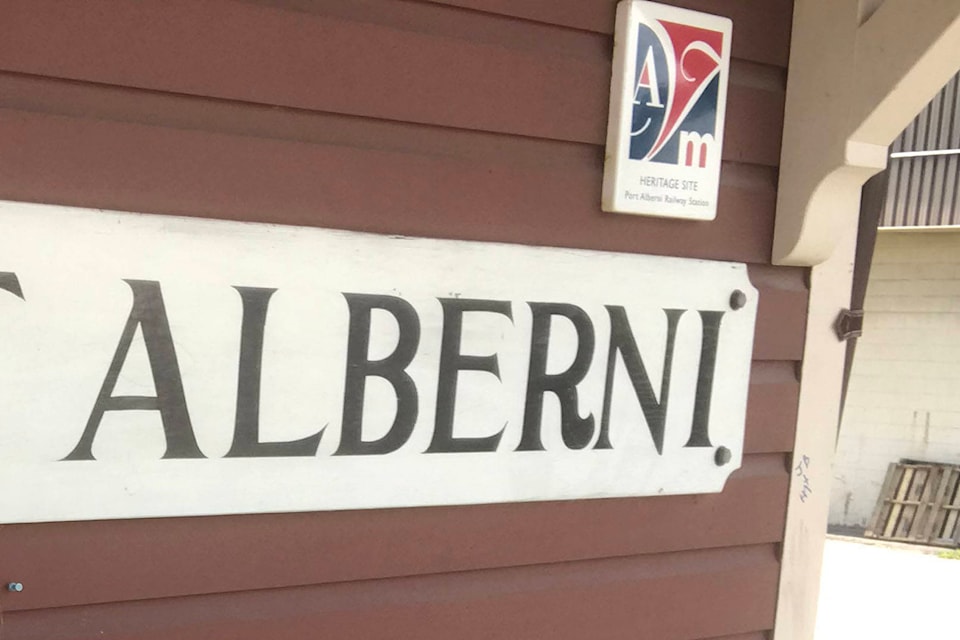 A
m
HERITAGE SITE
Port Alberni Railway Station
T ALBERNI